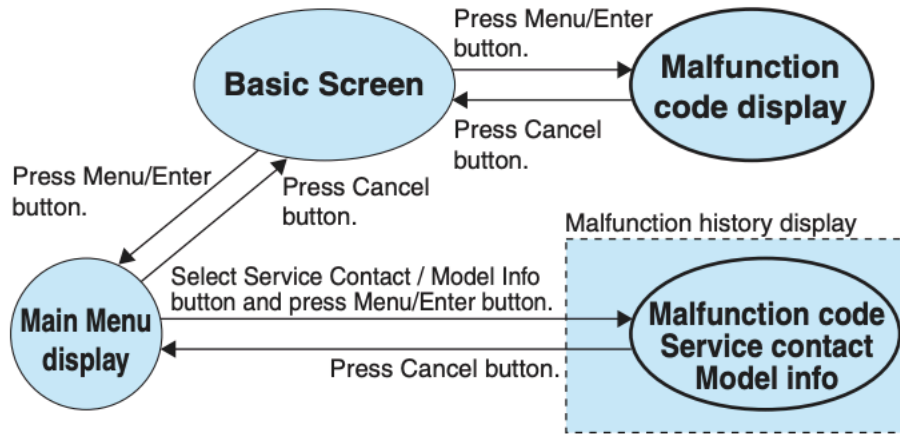 Press Menu/Enter
button.
Basic Screen
Malfunction
code display
Press Cancel
button.
Press Menu/Enter
button.
Press Cancel
button.
Malfunction history display
Select Service Contact / Model Info
button and press Menu/Enter button.
Main Menu
display
Malfunction code
Service contact
Model info
Press Cancel button.